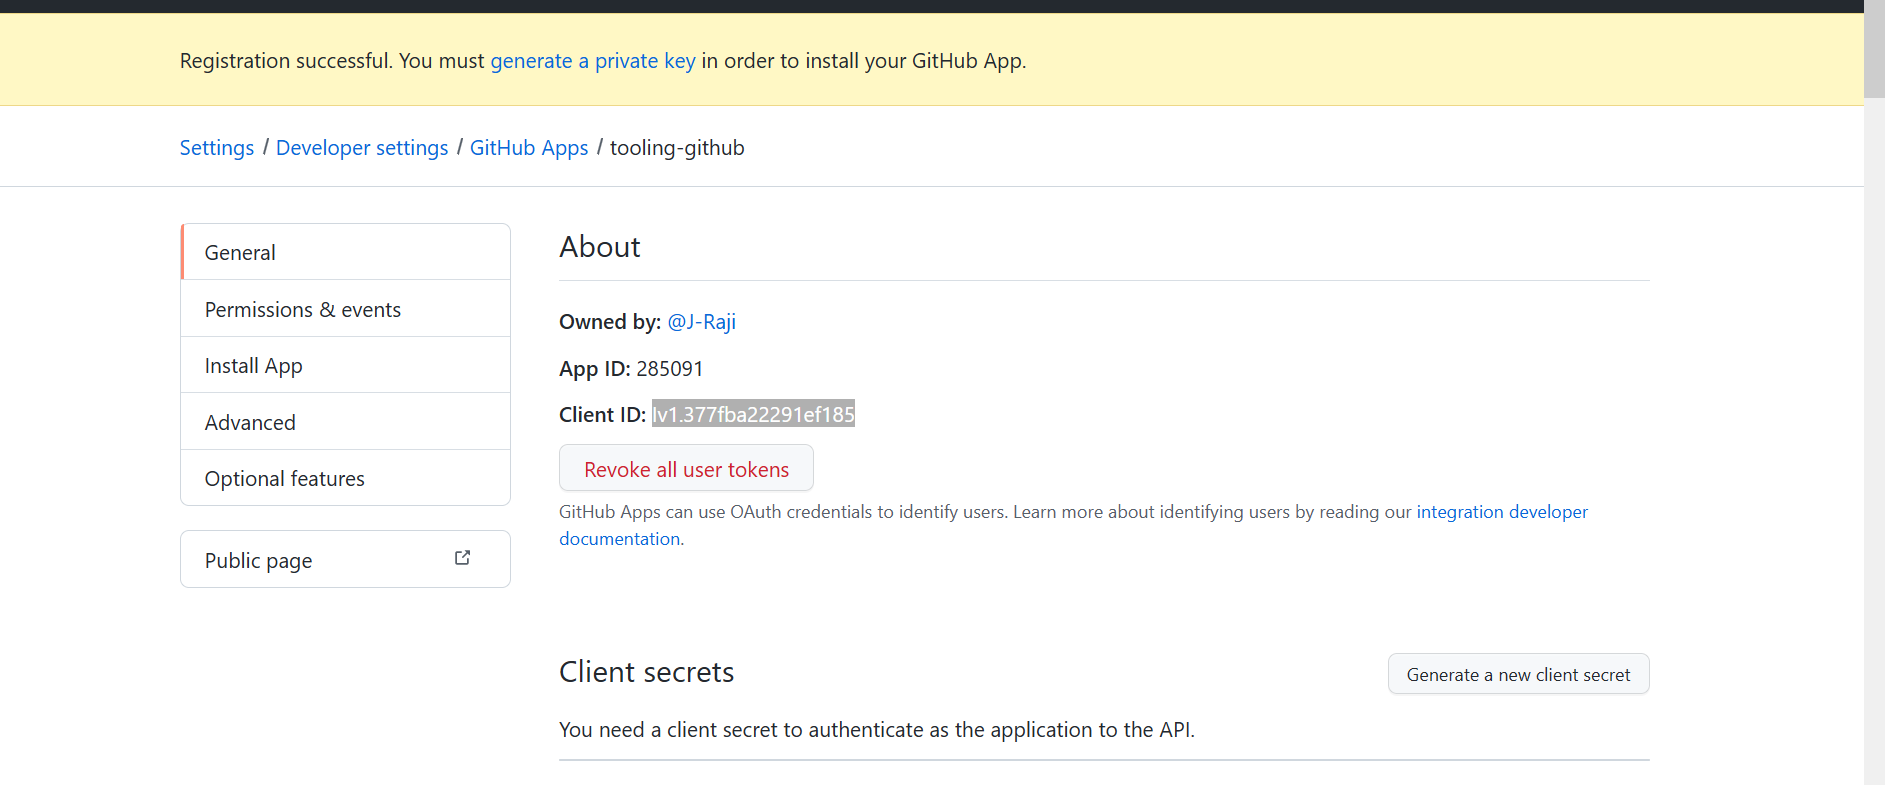 Registration successful. You must generate a private key in order to install your GitHub App.
Settings / Developer settings / GitHub Apps / tooling-github
General
Permissions & events
Install App
Advanced
Optional features
Public page
About
Owned by: @J-Raji
App ID: 285091
Client ID: Iv1.377fba22291ef185
Revoke all user tokens
GitHub Apps can use OAuth credentials to identify users. Learn more about identifying users by reading our integration developer
documentation.
Client secrets
Generate a new client secret
You need a client secret to authenticate as the application to the API.